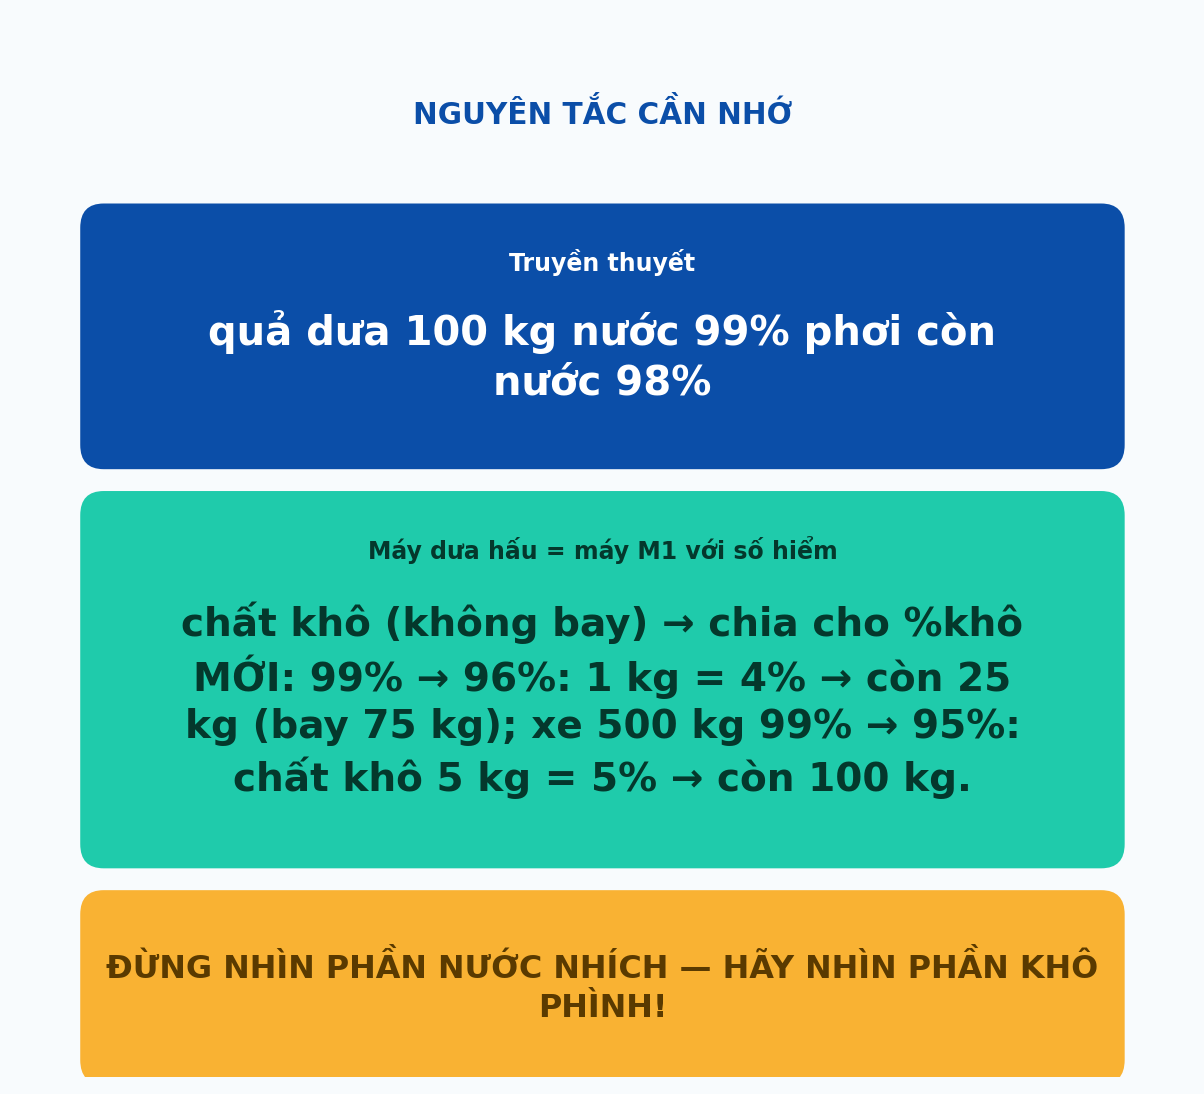 NGUYÊN TẮC CẦN NHỚ
Truyền thuyết
quả dưa 100 kg nước 99% phơi còn
nước 98%
Máy dưa hấu = máy M1 với số hiểm
chất khô (không bay) → chia cho %khô
MỚI: 99% → 96%: 1 kg = 4% → còn 25
kg (bay 75 kg); xe 500 kg 99% → 95%:
chất khô 5 kg = 5% → còn 100 kg.
ĐỪNG NHÌN PHẦN NƯỚC NHÍCH — HÃY NHÌN PHẦN KHÔ
PHÌNH!